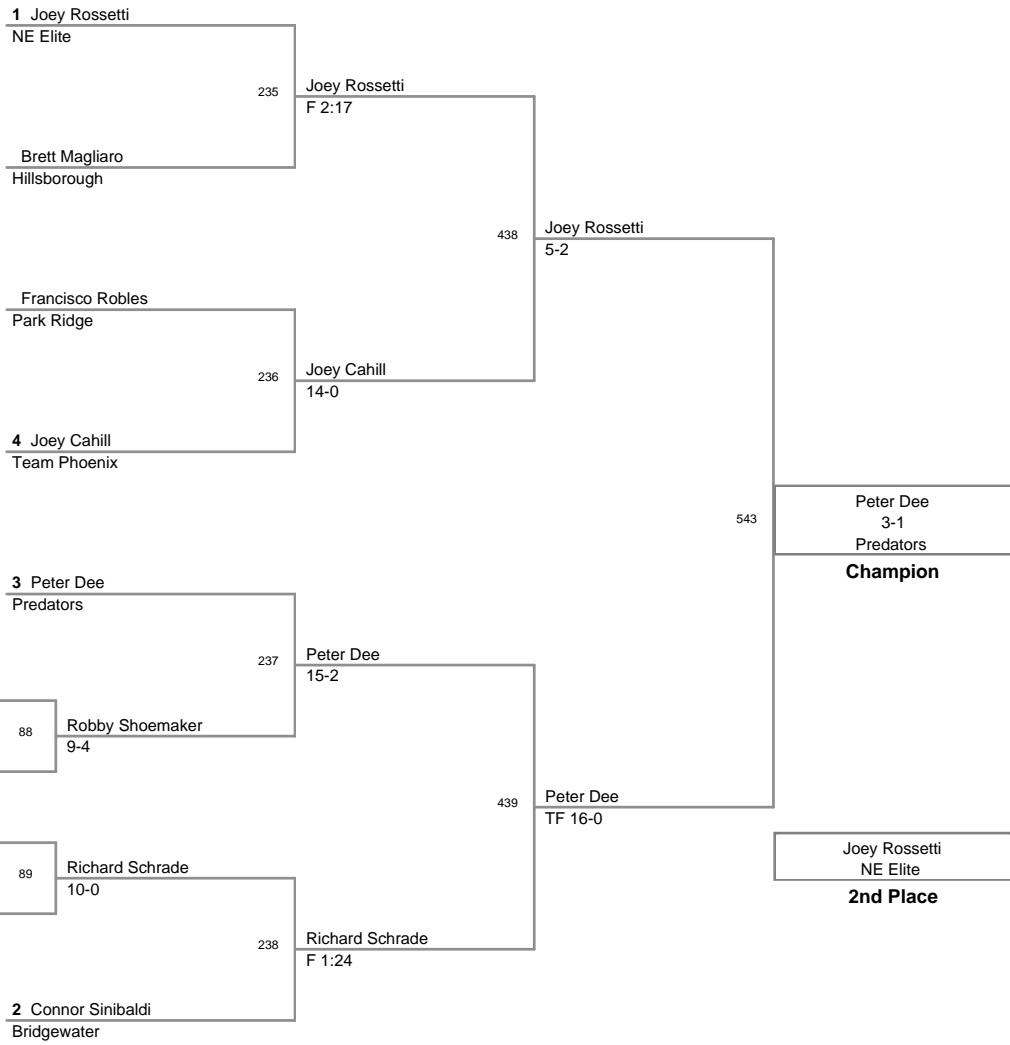 1 Joey Rossetti
NE Elite
235
Joey Rossetti
F 2:17
Brett Magliaro
Hillsborough
438
Joey Rossetti
5-2
Francisco Robles
Park Ridge
236
Joey Cahill
14-0
4 Joey Cahill
Team Phoenix
543
Peter Dee
3-1
Predators
Champion
3 Peter Dee
Predators
237
Peter Dee
15-2
88
Robby Shoemaker
9-4
439
Peter Dee
TF 16-0
89
Richard Schrade
10-0
Joey Rossetti
NE Elite
2nd Place
238
Richard Schrade
F 1:24
2 Connor Sinibaldi
Bridgewater